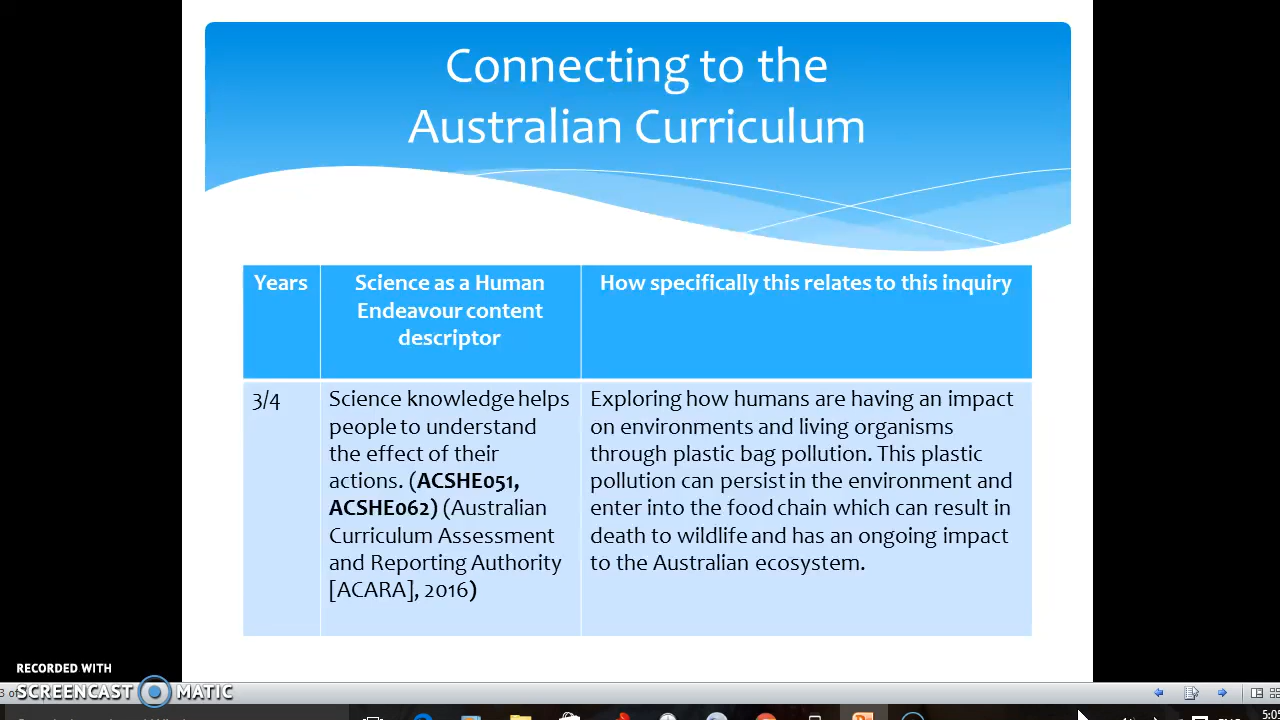 Connecting to the
Australian Curriculum
Years
Science as a Human
Endeavour content
descriptor
How specifically this relates to this inquiry
3/4
Science knowledge helps
people to understand
the effect of their
actions. (ACSHE051,
ACSHE062) (Australian
Curriculum Assessment
and Reporting Authority
[ACARA], 2016)
Exploring how humans are having an impact
on environments and living organisms
through plastic bag pollution. This plastic
pollution can persist in the environment and
enter into the food chain which can result in
death to wildlife and has an ongoing impact
to the Australian ecosystem.
RECORDED WITH
SCREENCAST MATIC
3 of